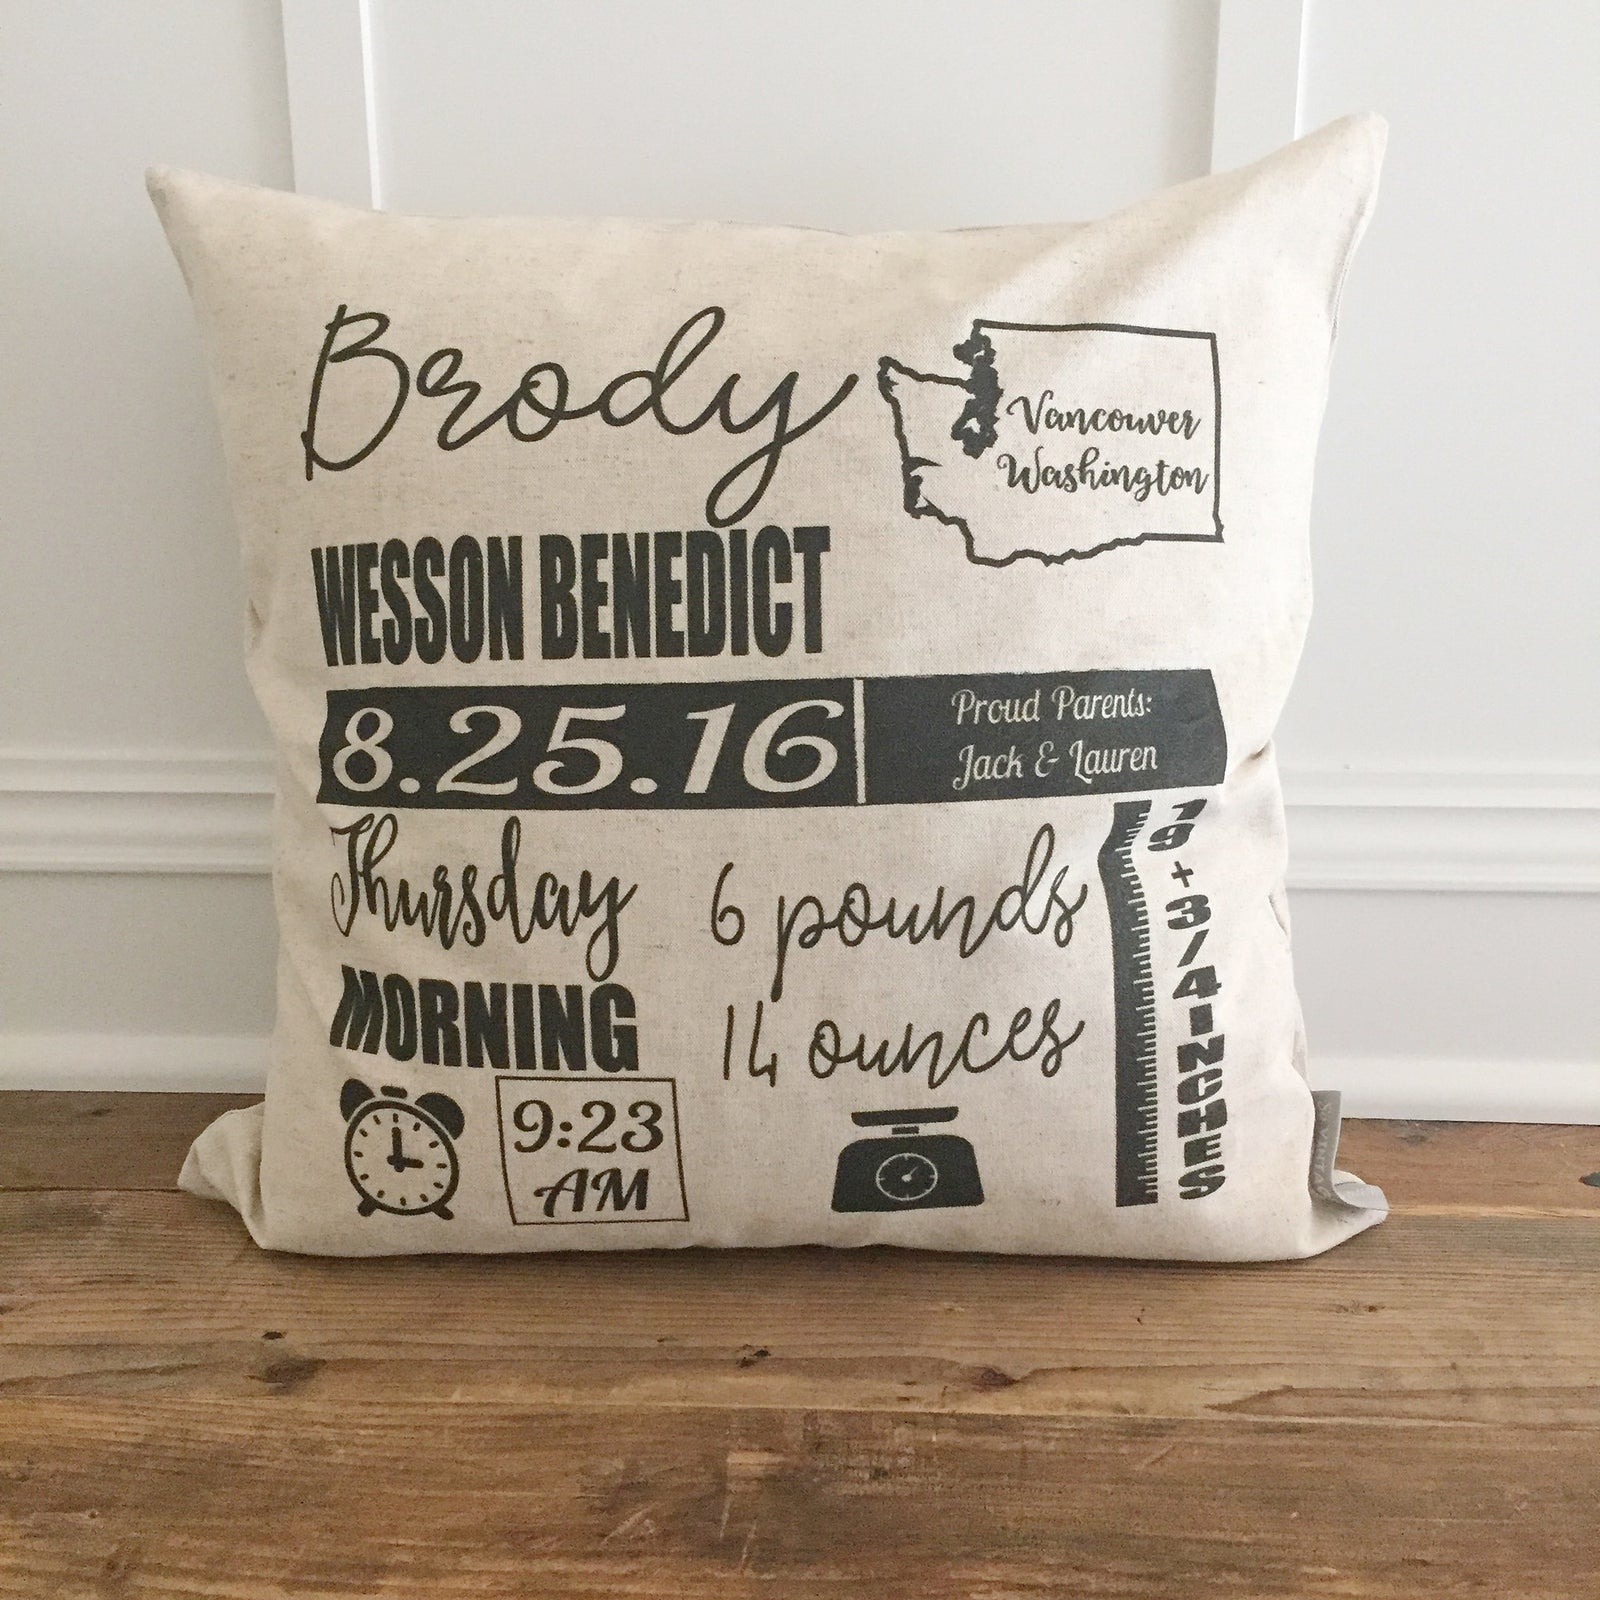 Brody
Vancouver
Washington
WESSON BENEDICT
8.25.16
Proud Parents:
Jack & Lauren
Thursday
MORNING
9:23
AM
6 pounds
14 ounces
19+3/4INCHES